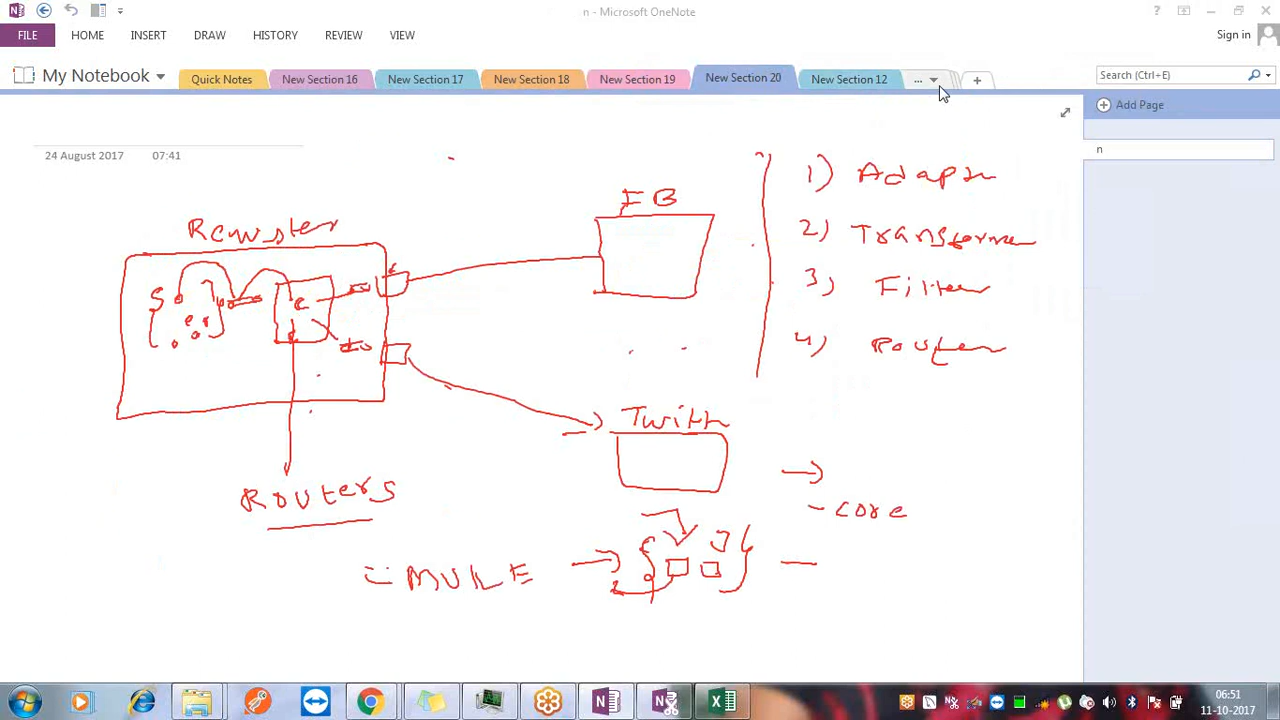 n - Microsoft OneNote
?
FILE HOME INSERT DRAW HISTORY REVIEW VIEW
Sign in
My Notebook
Quick Notes New Section 16 New Section 17 New Section 18 New Section 19 New Section 20 New Section 12 ... +
Search (Ctrl+E)
Add Page
n
24 August 2017 07:41
FB
Twitt
Routers
MULE
1) Adapter
2) Transformer
3) Filter
4) Router
- core
06:51
11-10-2017